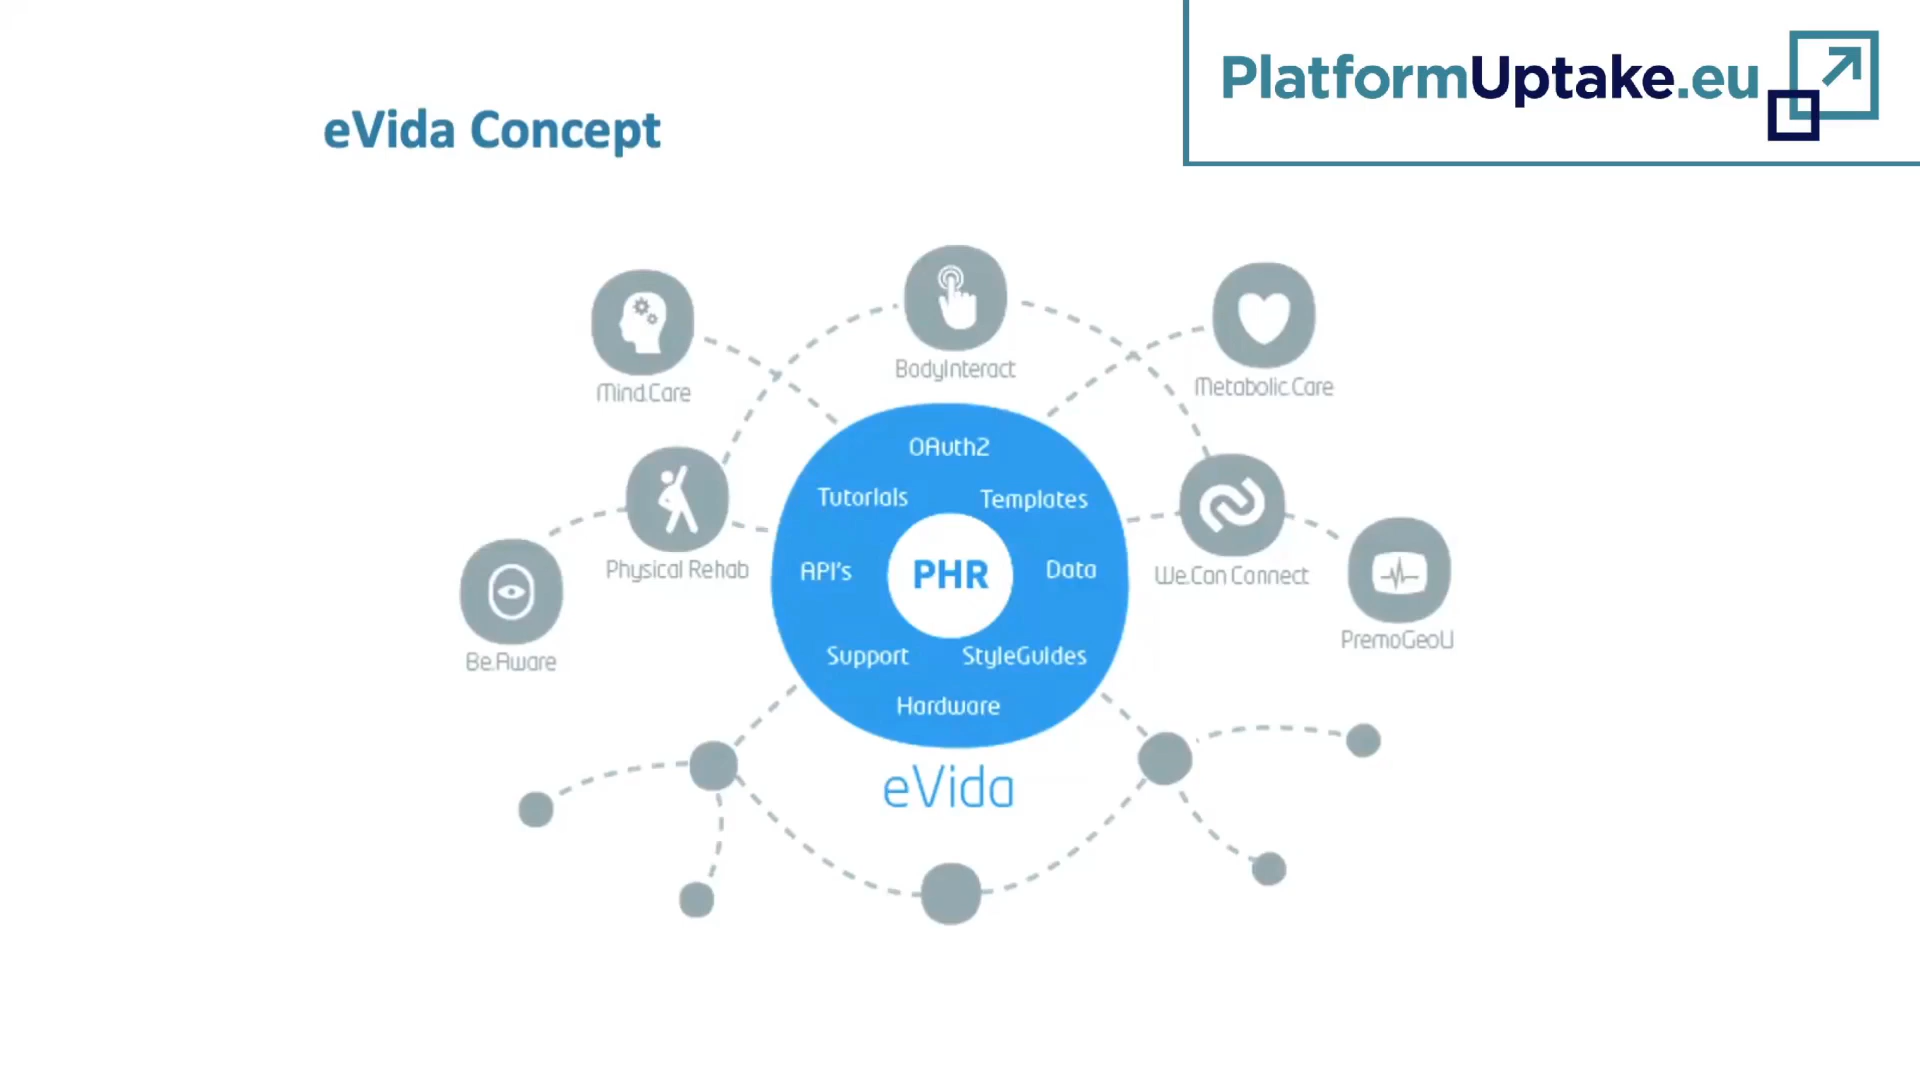 PlatformUptake.eu
eVida Concept
Mind.Care
BodyInteract
Metabolic.Care
OAuth2
Tutorials
Templates
Physical Rehab
API's
PHR
Data
We.Can Connect
PremoGeoU
Be.Aware
Support
StyleGuides
Hardware
eVida